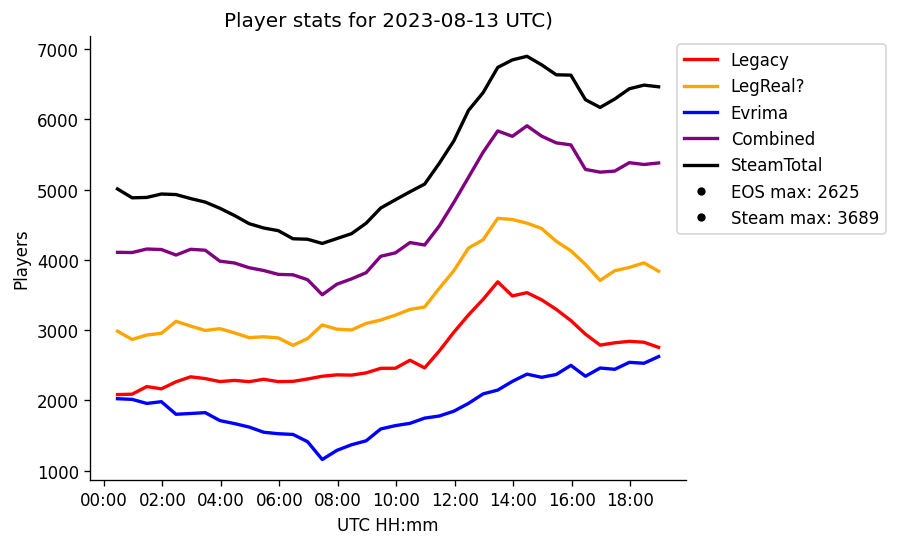 Player stats for 2023-08-13 UTC)
7000
6000
5000
4000
3000
2000
1000
Players
00:00 02:00 04:00 06:00 08:00 10:00 12:00 14:00 16:00 18:00
UTC HH:mm
Legacy
LegReal?
Evrima
Combined
SteamTotal
EOS max: 2625
Steam max: 3689